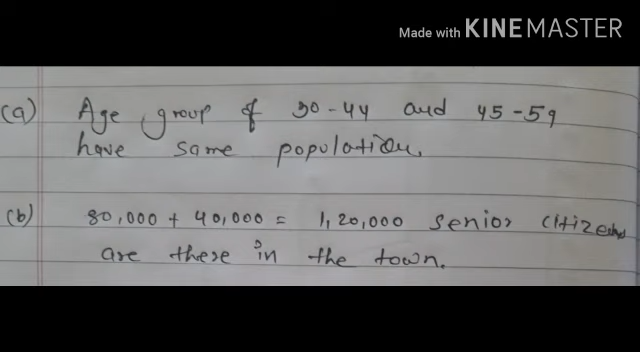 Made with KINEMASTER
(a) Age group of 30-44 and 45-59
have same population.
(b) 80,000 + 40,000 = 1,20,000 senior citizens
are there in the town.